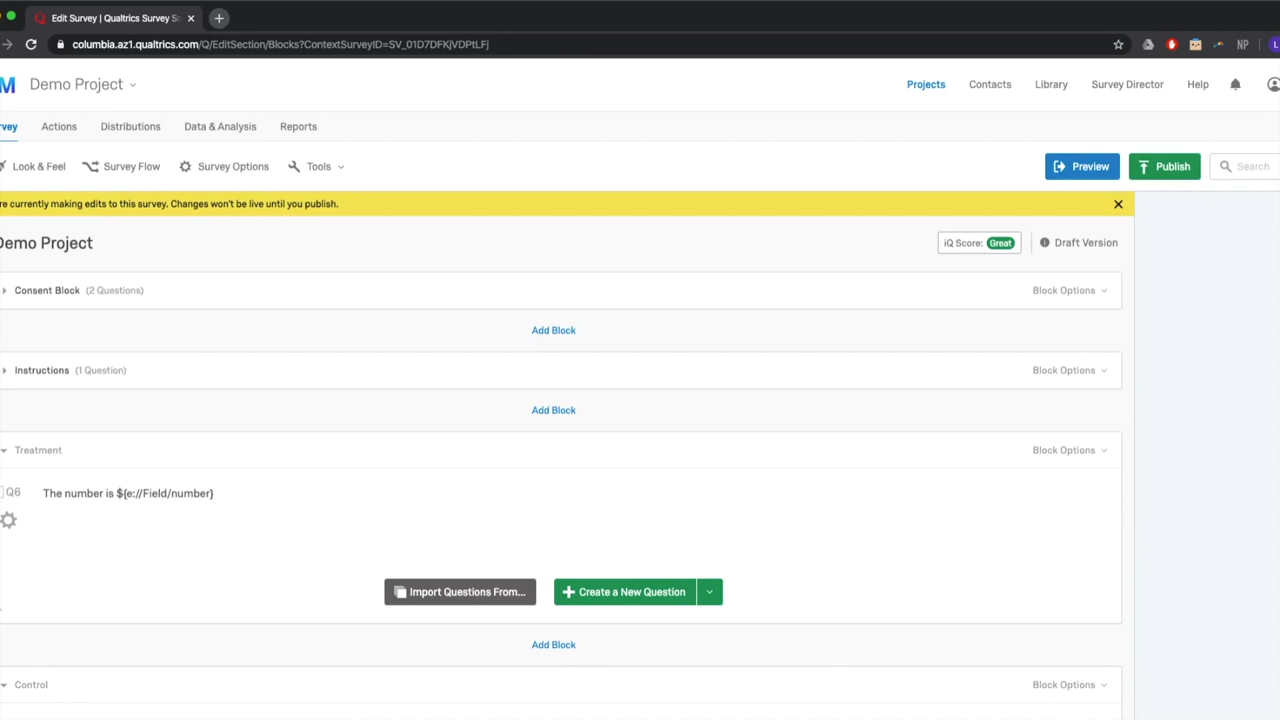 Edit Survey | Qualtrics Survey So
columbia.az1.qualtrics.com/Q/EditSection/Blocks?ContextSurveyID=SV_01D7DFKjVDPtLFj
NP
L
M Demo Project
Projects Contacts Library Survey Director Help
rvey Actions Distributions Data & Analysis Reports
Look & Feel Survey Flow Survey Options Tools Preview Publish Search
re currently making edits to this survey. Changes won't be live until you publish.
Demo Project iQ Score: Great Draft Version
Consent Block (2 Questions) Block Options
Add Block
Instructions (1 Question) Block Options
Add Block
Treatment Block Options
Q6 The number is ${e://Field/number}
Import Questions From... Create a New Question
Add Block
Control Block Options